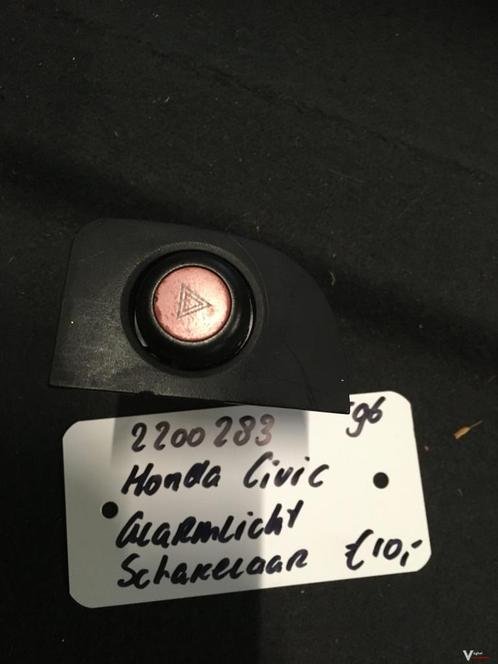 2200283 '96
Honda Civic
Alarmlicht
Schakelaar €10,-